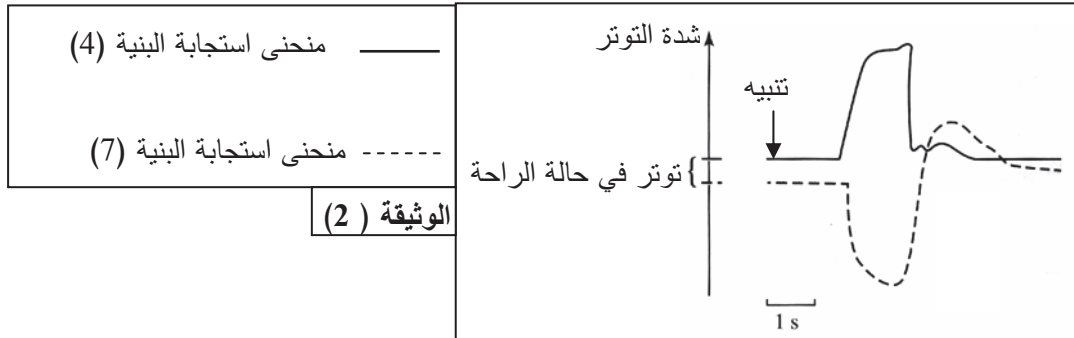 منحنى استجابة البنية (4)
منحنى استجابة البنية (7)
الوثيقة ( 2)
شدة التوتر
تنبيه
توتر في حالة الراحة
1 s